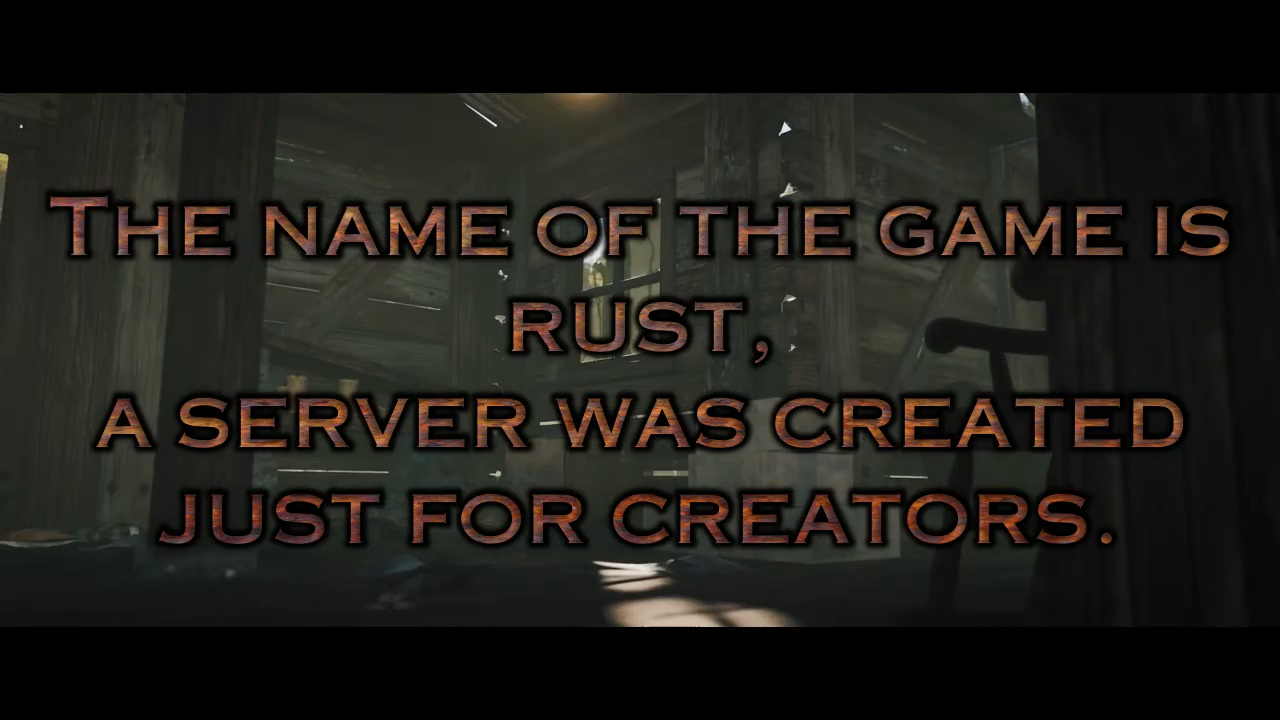 The name of the game is
rust,
a server was created
just for creators.